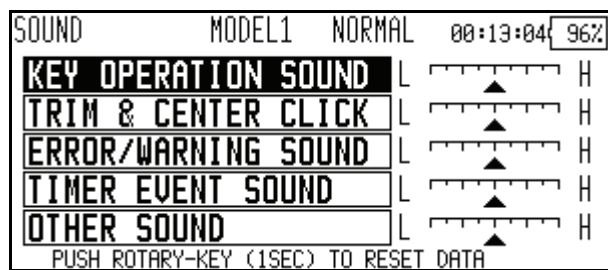 SOUND MODEL1 NORMAL 00:13:04 96%
KEY OPERATION SOUND L H
TRIM & CENTER CLICK L H
ERROR/WARNING SOUND L H
TIMER EVENT SOUND L H
OTHER SOUND L H
PUSH ROTARY-KEY (1SEC) TO RESET DATA